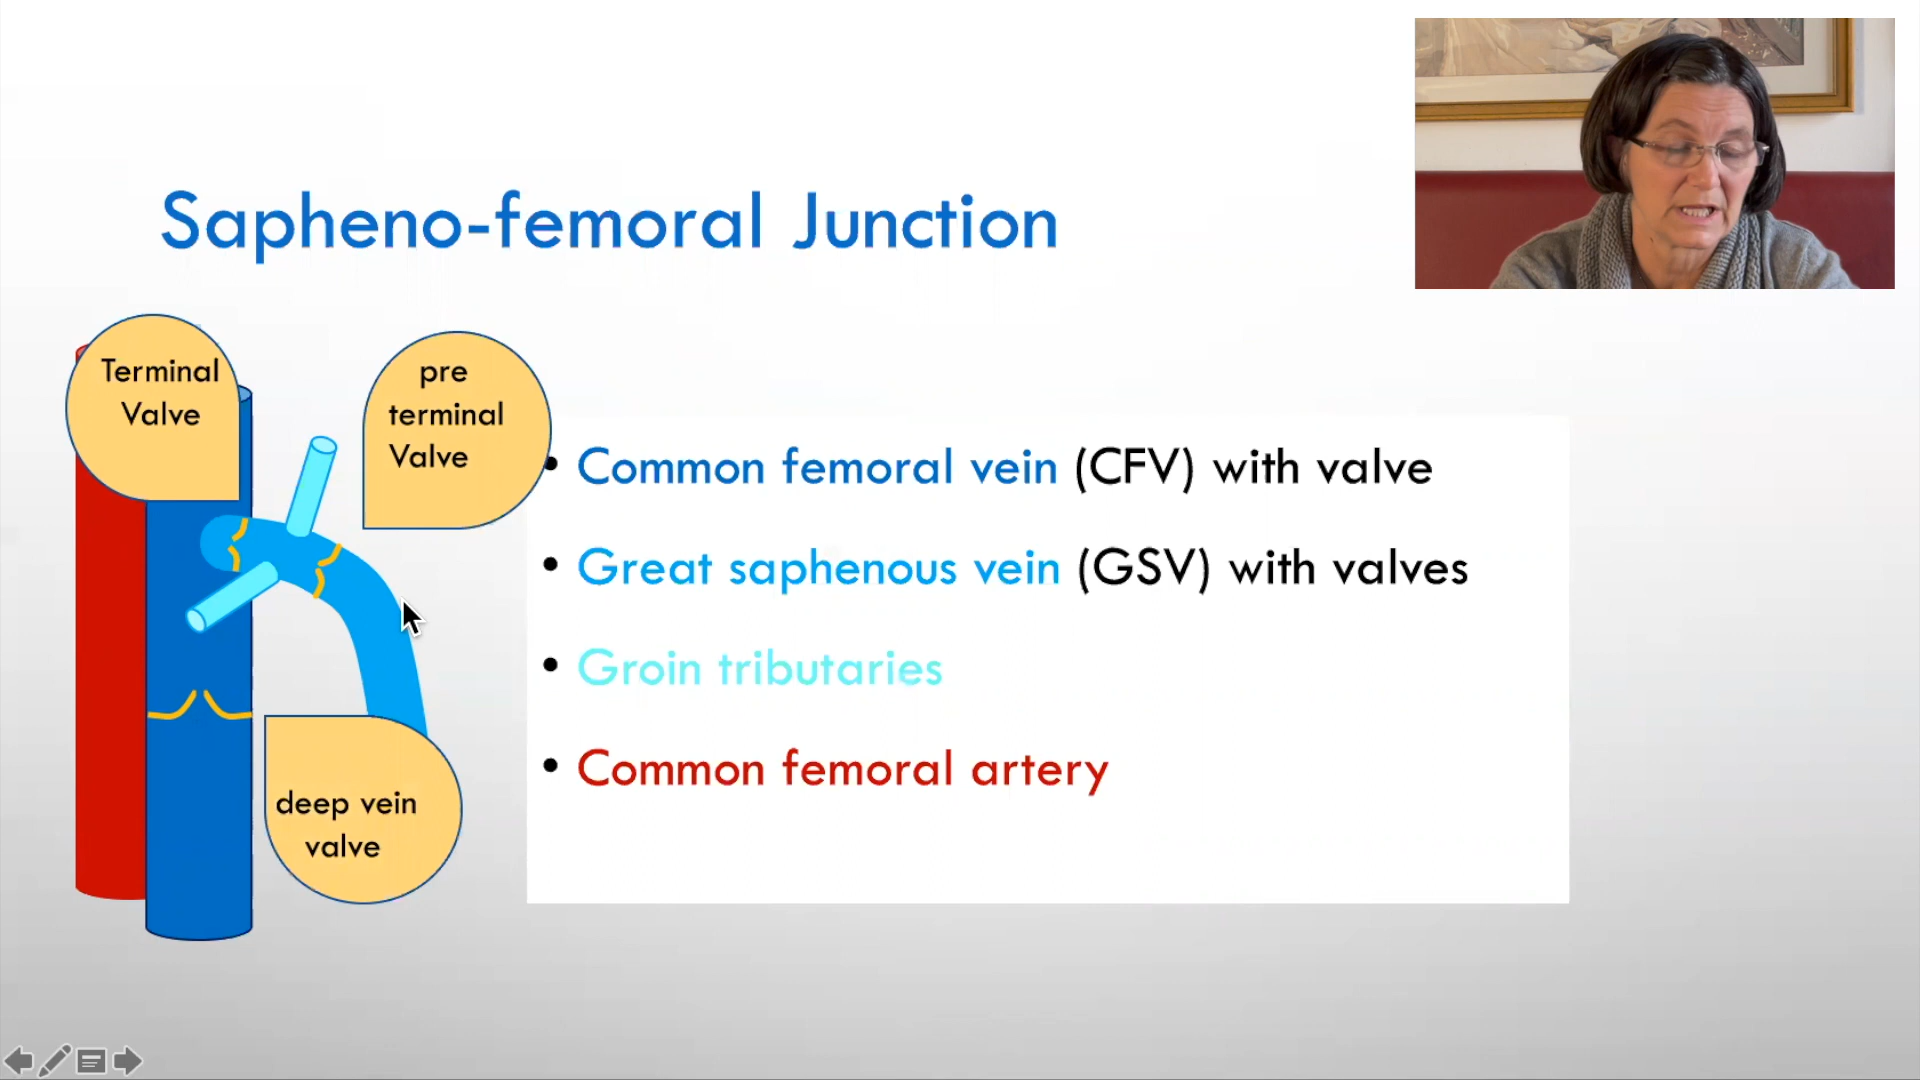 Sapheno-femoral Junction
Terminal
Valve
pre
terminal
Valve
• Common femoral vein (CFV) with valve
• Great saphenous vein (GSV) with valves
• Groin tributaries
• Common femoral artery
deep vein
valve